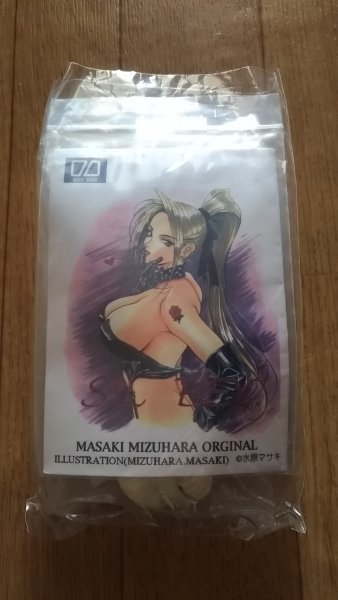 MASAKI MIZUHARA ORGINAL
ILLUSTRATION(MIZUHARA.MASAKI) ©水原マサキ